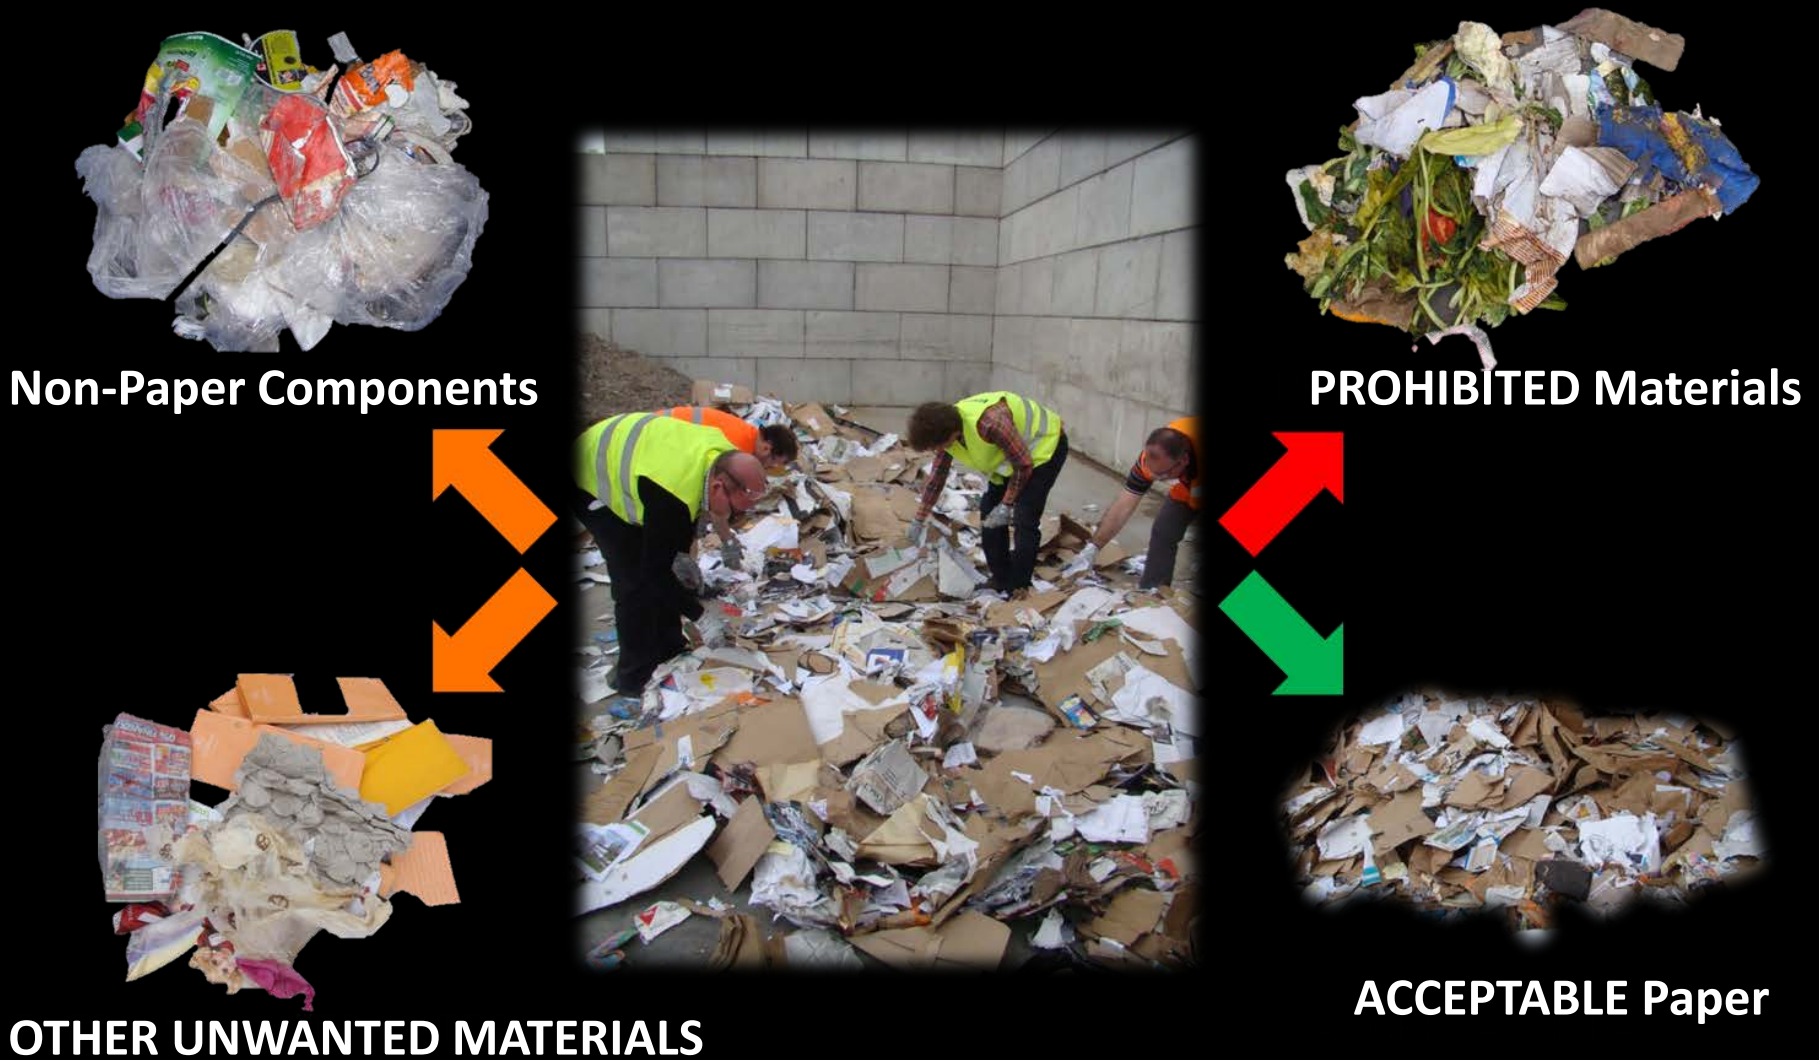 Non-Paper Components
PROHIBITED Materials
OTHER UNWANTED MATERIALS
ACCEPTABLE Paper